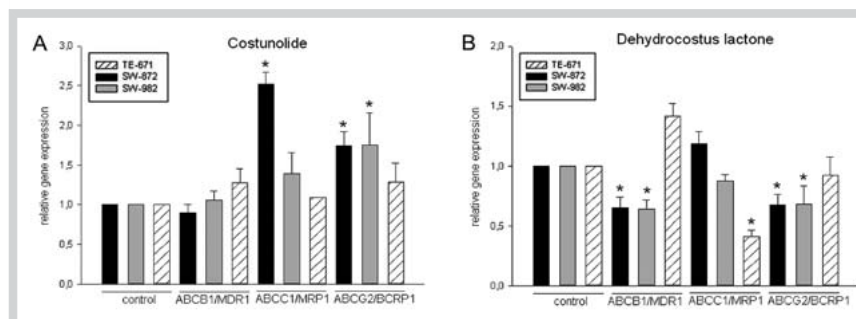 A
Costunolide
3,0
2,5
2,0
1,5
1,0
0,5
0,0
relative gene expression
TE-671
SW-872
SW-982
*
*
*
control
ABCB1/MDR1
ABCC1/MRP1
ABCG2/BCRP1
B
Dehydrocostus lactone
2,0
1,5
1,0
0,5
0,0
relative gene expression
TE-671
SW-872
SW-982
*
*
*
*
*
control
ABCB1/MDR1
ABCC1/MRP1
ABCG2/BCRP1